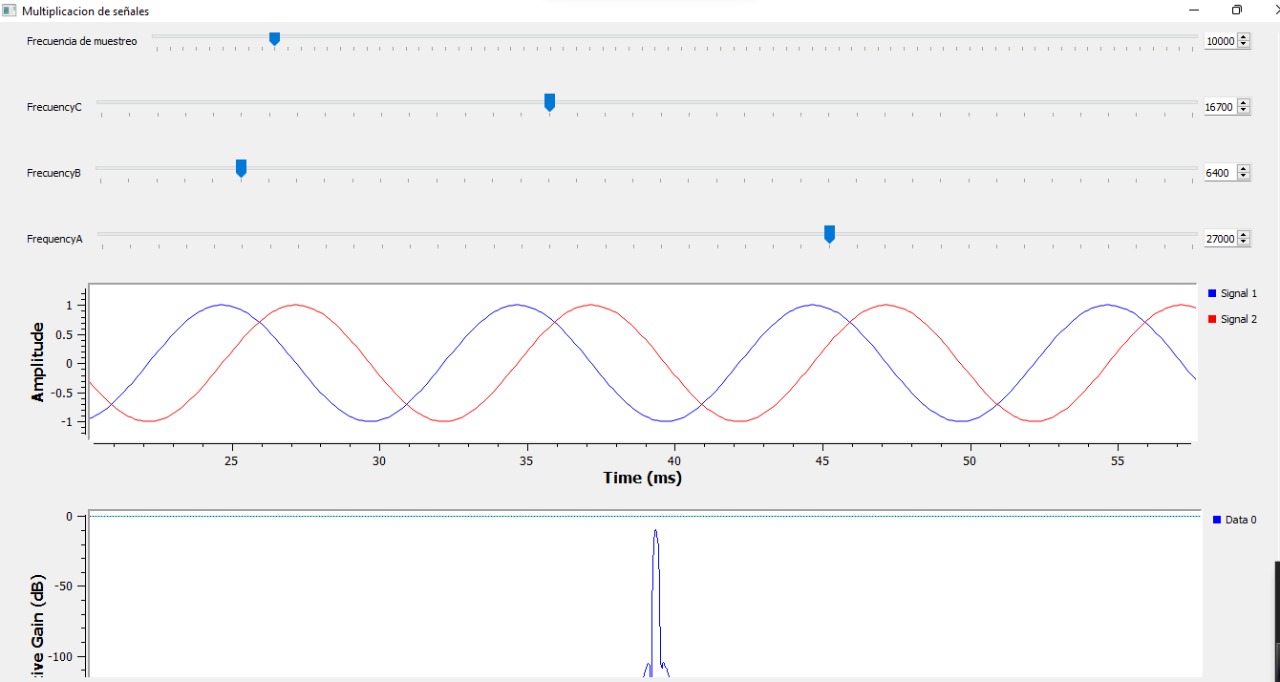 Multiplicacion de señales
Frecuencia de muestreo 10000
FrecuencyC 16700
FrecuencyB 6400
FrequencyA 27000
Signal 1
Signal 2
Amplitude
1
0.5
0
-0.5
-1
25 30 35 40 45 50 55
Time (ms)
Data 0
ive Gain (dB)
0
-50
-100